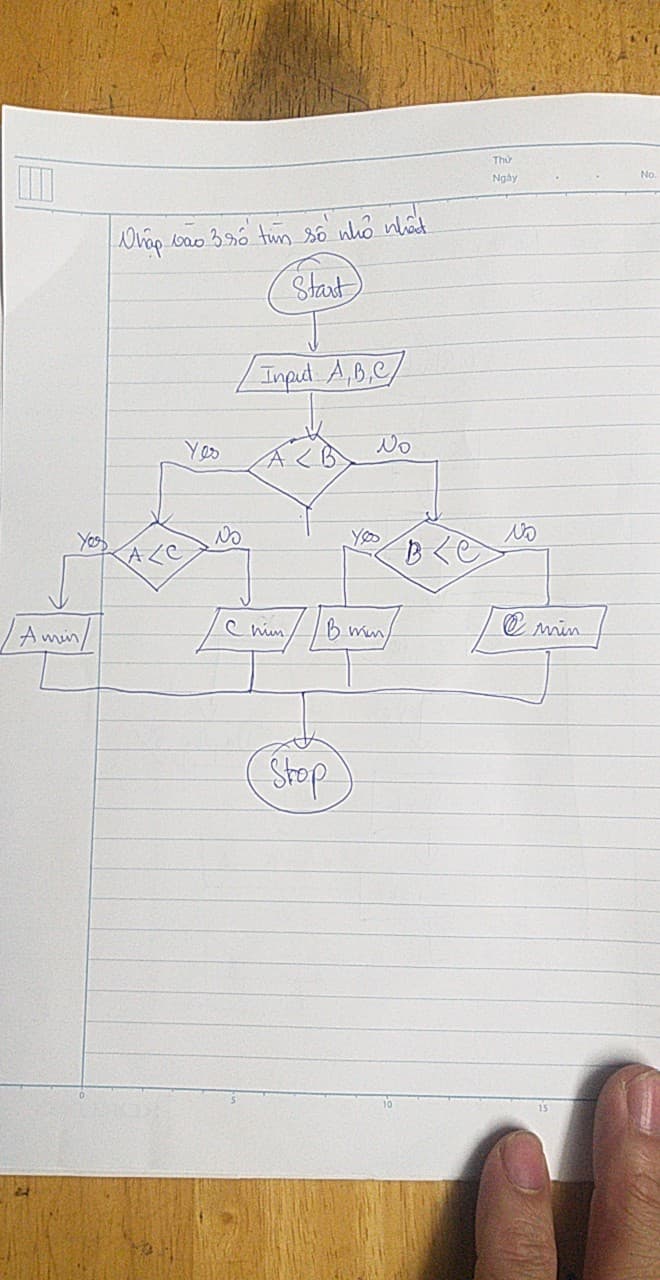 Thứ
Ngày . . No.
Nhập vào 3 số tìm số nhỏ nhất
Start
Input A, B, C
Yes A < B No
Yes A < C No
Yes B < C No
A min C min B min C min
Stop
0 5 10 15